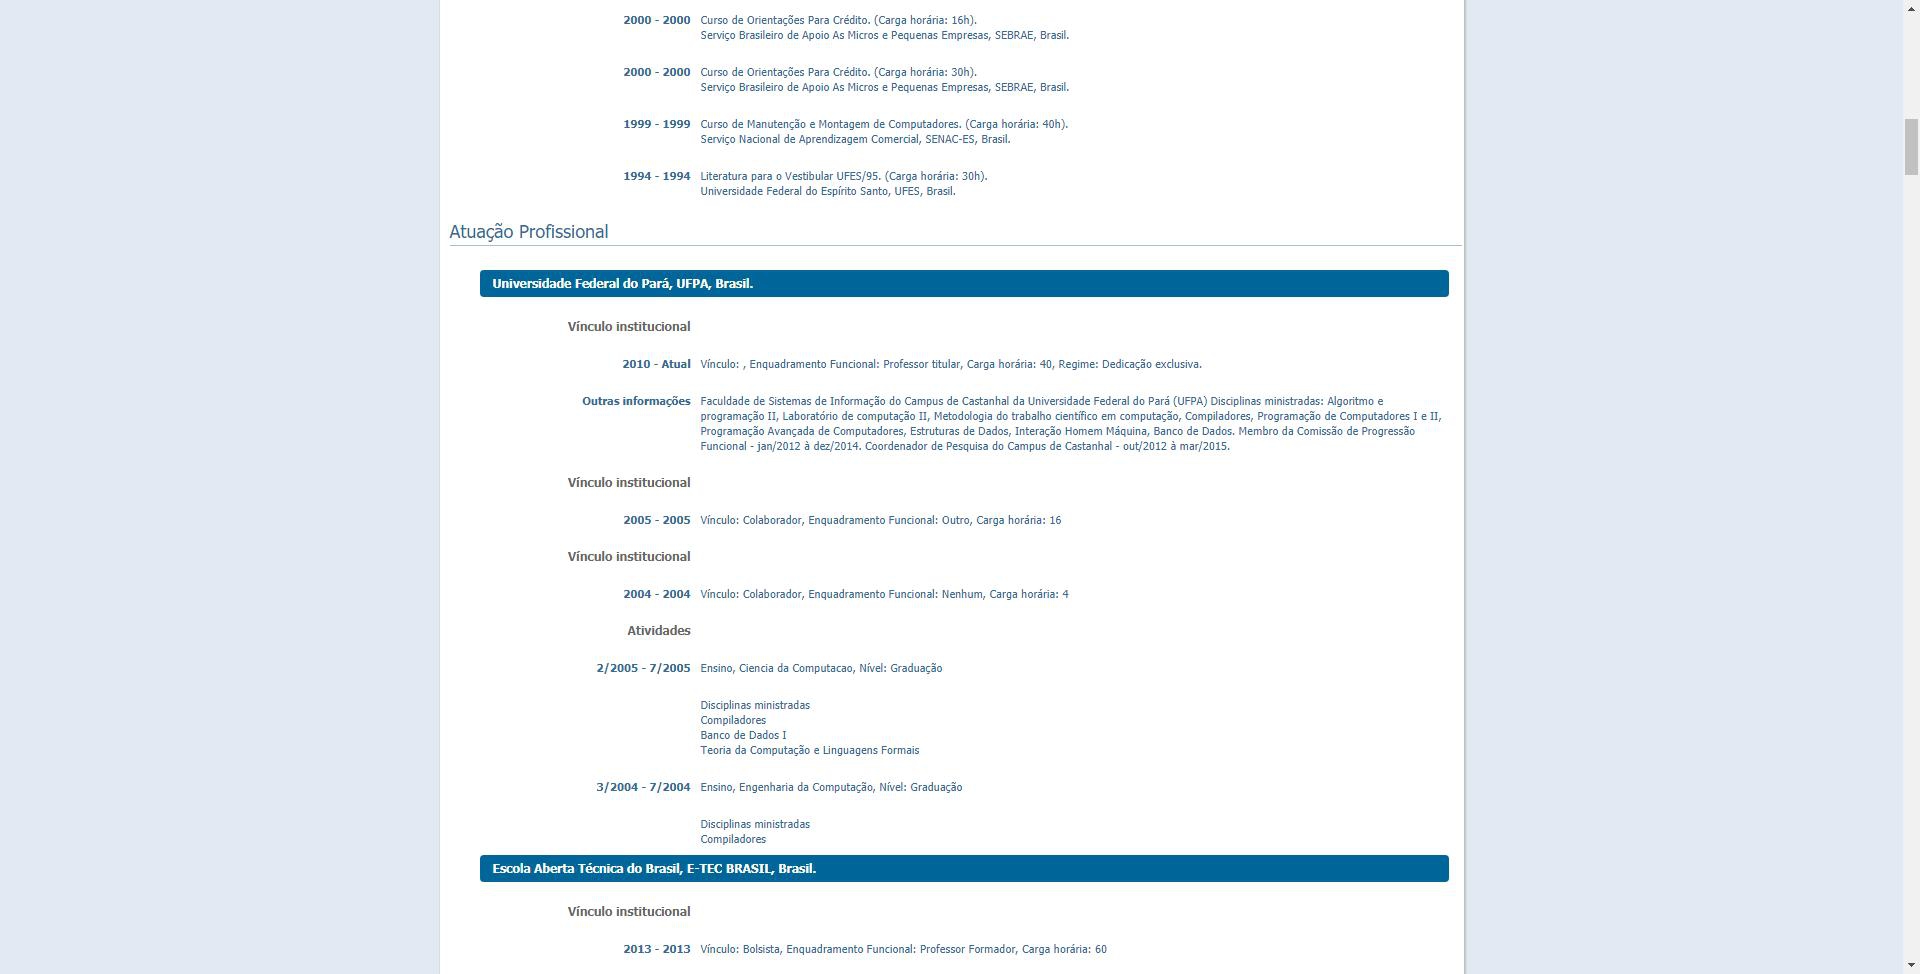 2000 - 2000 Curso de Orientações Para Crédito. (Carga horária: 16h).
Serviço Brasileiro de Apoio As Micros e Pequenas Empresas, SEBRAE, Brasil.
2000 - 2000 Curso de Orientações Para Crédito. (Carga horária: 30h).
Serviço Brasileiro de Apoio As Micros e Pequenas Empresas, SEBRAE, Brasil.
1999 - 1999 Curso de Manutenção e Montagem de Computadores. (Carga horária: 40h).
Serviço Nacional de Aprendizagem Comercial, SENAC-ES, Brasil.
1994 - 1994 Literatura para o Vestibular UFES/95. (Carga horária: 30h).
Universidade Federal do Espírito Santo, UFES, Brasil.
Atuação Profissional
Universidade Federal do Pará, UFPA, Brasil.
Vínculo institucional
2010 - Atual Vínculo: , Enquadramento Funcional: Professor titular, Carga horária: 40, Regime: Dedicação exclusiva.
Outras informações Faculdade de Sistemas de Informação do Campus de Castanhal da Universidade Federal do Pará (UFPA) Disciplinas ministradas: Algoritmo e
programação II, Laboratório de computação II, Metodologia do trabalho científico em computação, Compiladores, Programação de Computadores I e II,
Programação Avançada de Computadores, Estruturas de Dados, Interação Homem Máquina, Banco de Dados. Membro da Comissão de Progressão
Funcional - jan/2012 à dez/2014. Coordenador de Pesquisa do Campus de Castanhal - out/2012 à mar/2015.
Vínculo institucional
2005 - 2005 Vínculo: Colaborador, Enquadramento Funcional: Outro, Carga horária: 16
Vínculo institucional
2004 - 2004 Vínculo: Colaborador, Enquadramento Funcional: Nenhum, Carga horária: 4
Atividades
2/2005 - 7/2005 Ensino, Ciencia da Computacao, Nível: Graduação
Disciplinas ministradas
Compiladores
Banco de Dados I
Teoria da Computação e Linguagens Formais
3/2004 - 7/2004 Ensino, Engenharia da Computação, Nível: Graduação
Disciplinas ministradas
Compiladores
Escola Aberta Técnica do Brasil, E-TEC BRASIL, Brasil.
Vínculo institucional
2013 - 2013 Vínculo: Bolsista, Enquadramento Funcional: Professor Formador, Carga horária: 60